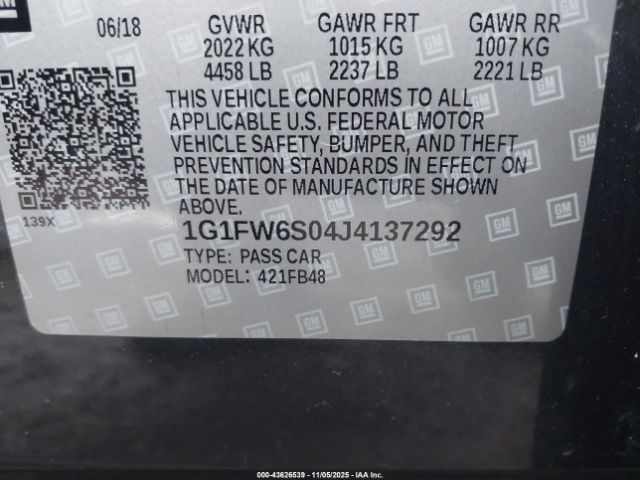 GM
06/18 GVWR GAWR FRT GAWR RR
2022 KG 1015 KG 1007 KG
4458 LB 2237 LB 2221 LB
THIS VEHICLE CONFORMS TO ALL
APPLICABLE U.S. FEDERAL MOTOR
VEHICLE SAFETY, BUMPER, AND THEFT
PREVENTION STANDARDS IN EFFECT ON
THE DATE OF MANUFACTURE SHOWN
ABOVE.
139X
1G1FW6S04J4137292
TYPE: PASS CAR
MODEL: 421FB48
000-43626539 - 11/05/2025 - IAA Inc.